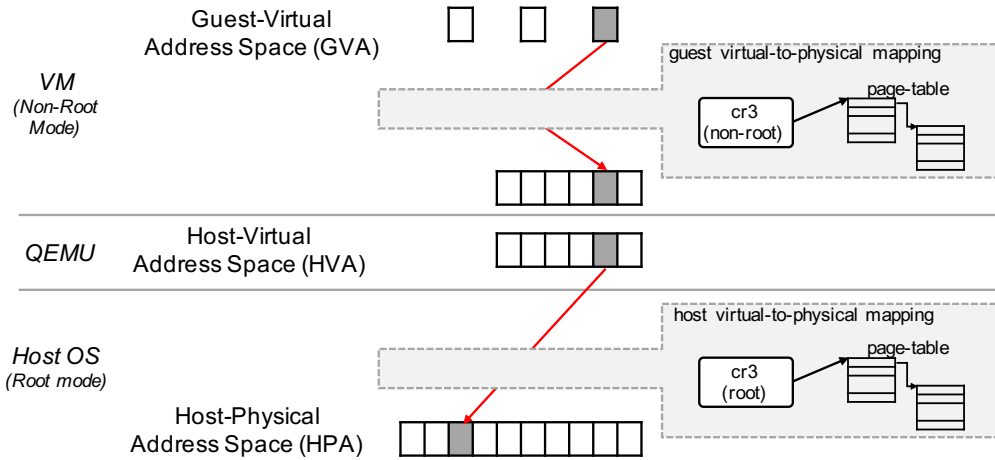 Guest-Virtual
Address Space (GVA)
VM
(Non-Root
Mode)
guest virtual-to-physical mapping
page-table
cr3
(non-root)
QEMU
Host-Virtual
Address Space (HVA)
Host OS
(Root mode)
host virtual-to-physical mapping
page-table
cr3
(root)
Host-Physical
Address Space (HPA)